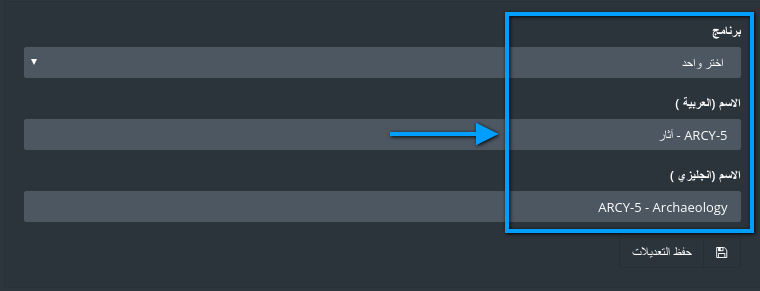 برنامج
اختر واحد
الاسم (العربية )
ARCY-5 - آثار
الاسم (انجليزي )
ARCY-5 - Archaeology
حفظ التعديلات